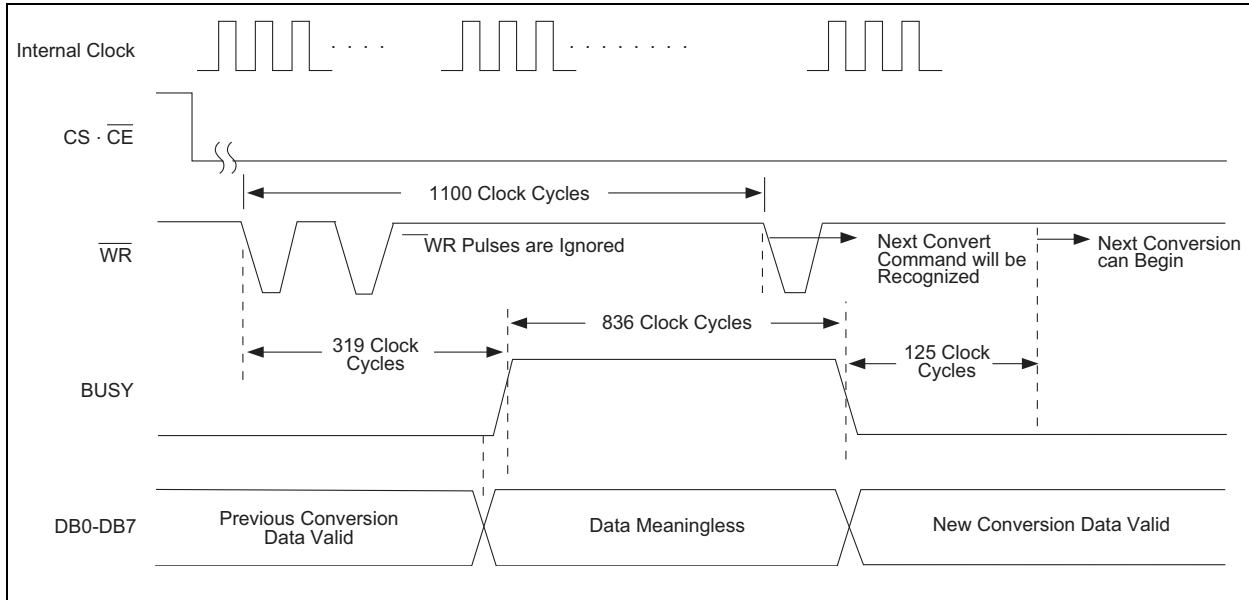 Internal Clock
. . . .
. . . . . . . .
CS · C̅E̅
1100 Clock Cycles
W̅R̅
WR Pulses are Ignored
Next Convert
Command will be
Recognized
Next Conversion
can Begin
836 Clock Cycles
319 Clock
Cycles
125 Clock
Cycles
BUSY
DB0-DB7
Previous Conversion
Data Valid
Data Meaningless
New Conversion Data Valid